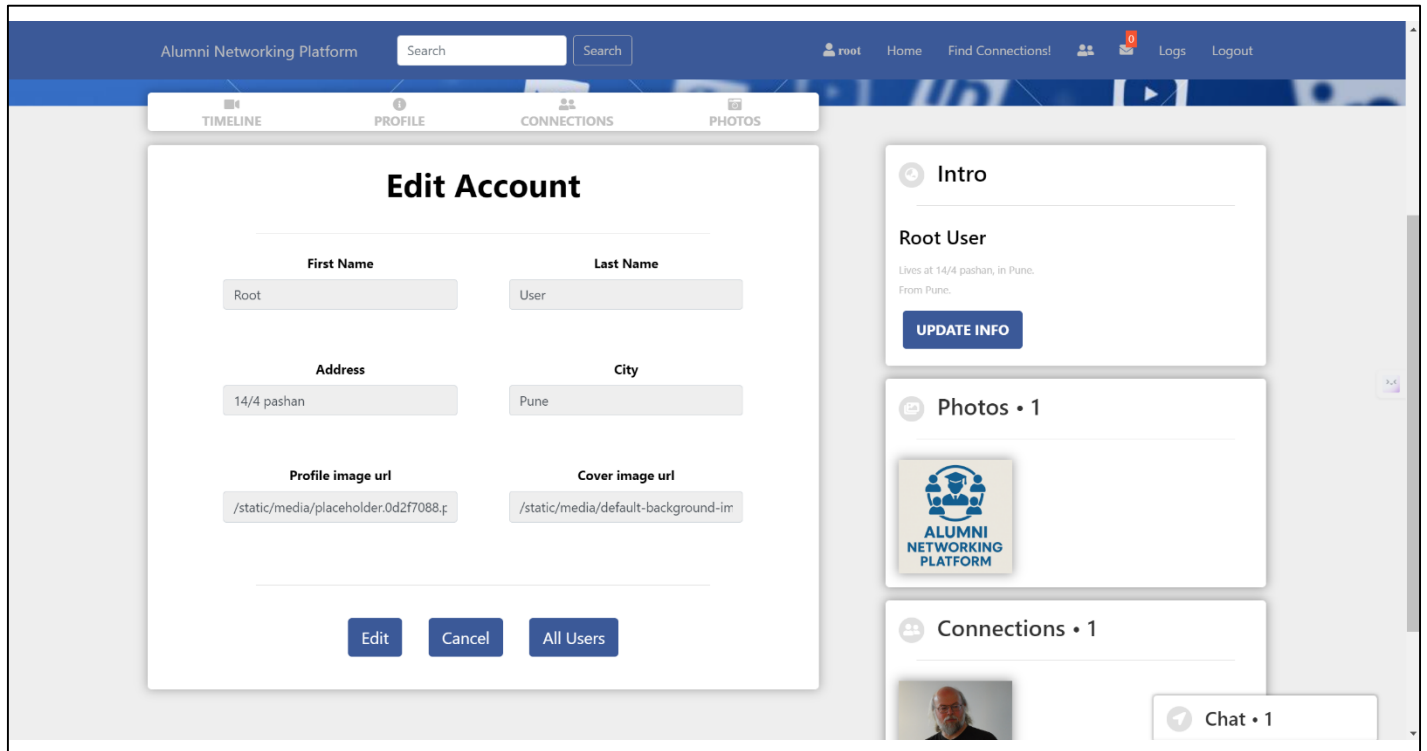 Alumni Networking Platform Search Search root Home Find Connections! 0 Logs Logout
TIMELINE PROFILE CONNECTIONS PHOTOS
Edit Account
First Name Last Name
Root User
Address City
14/4 pashan Pune
Profile image url Cover image url
/static/media/placeholder.0d2f7088.p /static/media/default-background-im
Edit Cancel All Users
Intro
Root User
Lives at 14/4 pashan, in Pune.
From Pune.
UPDATE INFO
Photos • 1
ALUMNI
NETWORKING
PLATFORM
Connections • 1
Chat • 1